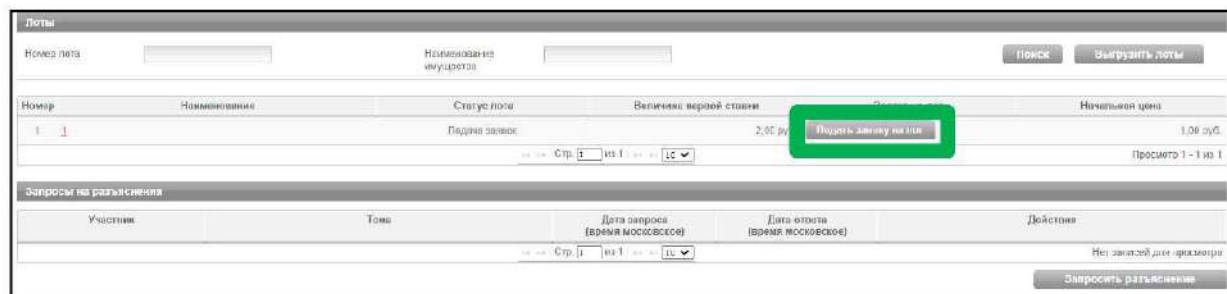 Лоты
Номер лота
Наименование имущества
Поиск
Выгрузить лоты
Номер Наименование Статус лота Величина первой ставки Начальная цена
1 1 Подача заявок 2,00 ру Подать заявку на лот 1,00 руб.
Стр. 1 из 1 10 Просмотр 1 - 1 из 1
Запросы на разъяснения
Участник Тема Дата запроса (время московское) Дата ответа (время московское) Действия
Стр. 1 из 1 10 Нет записей для просмотра
Запросить разъяснение